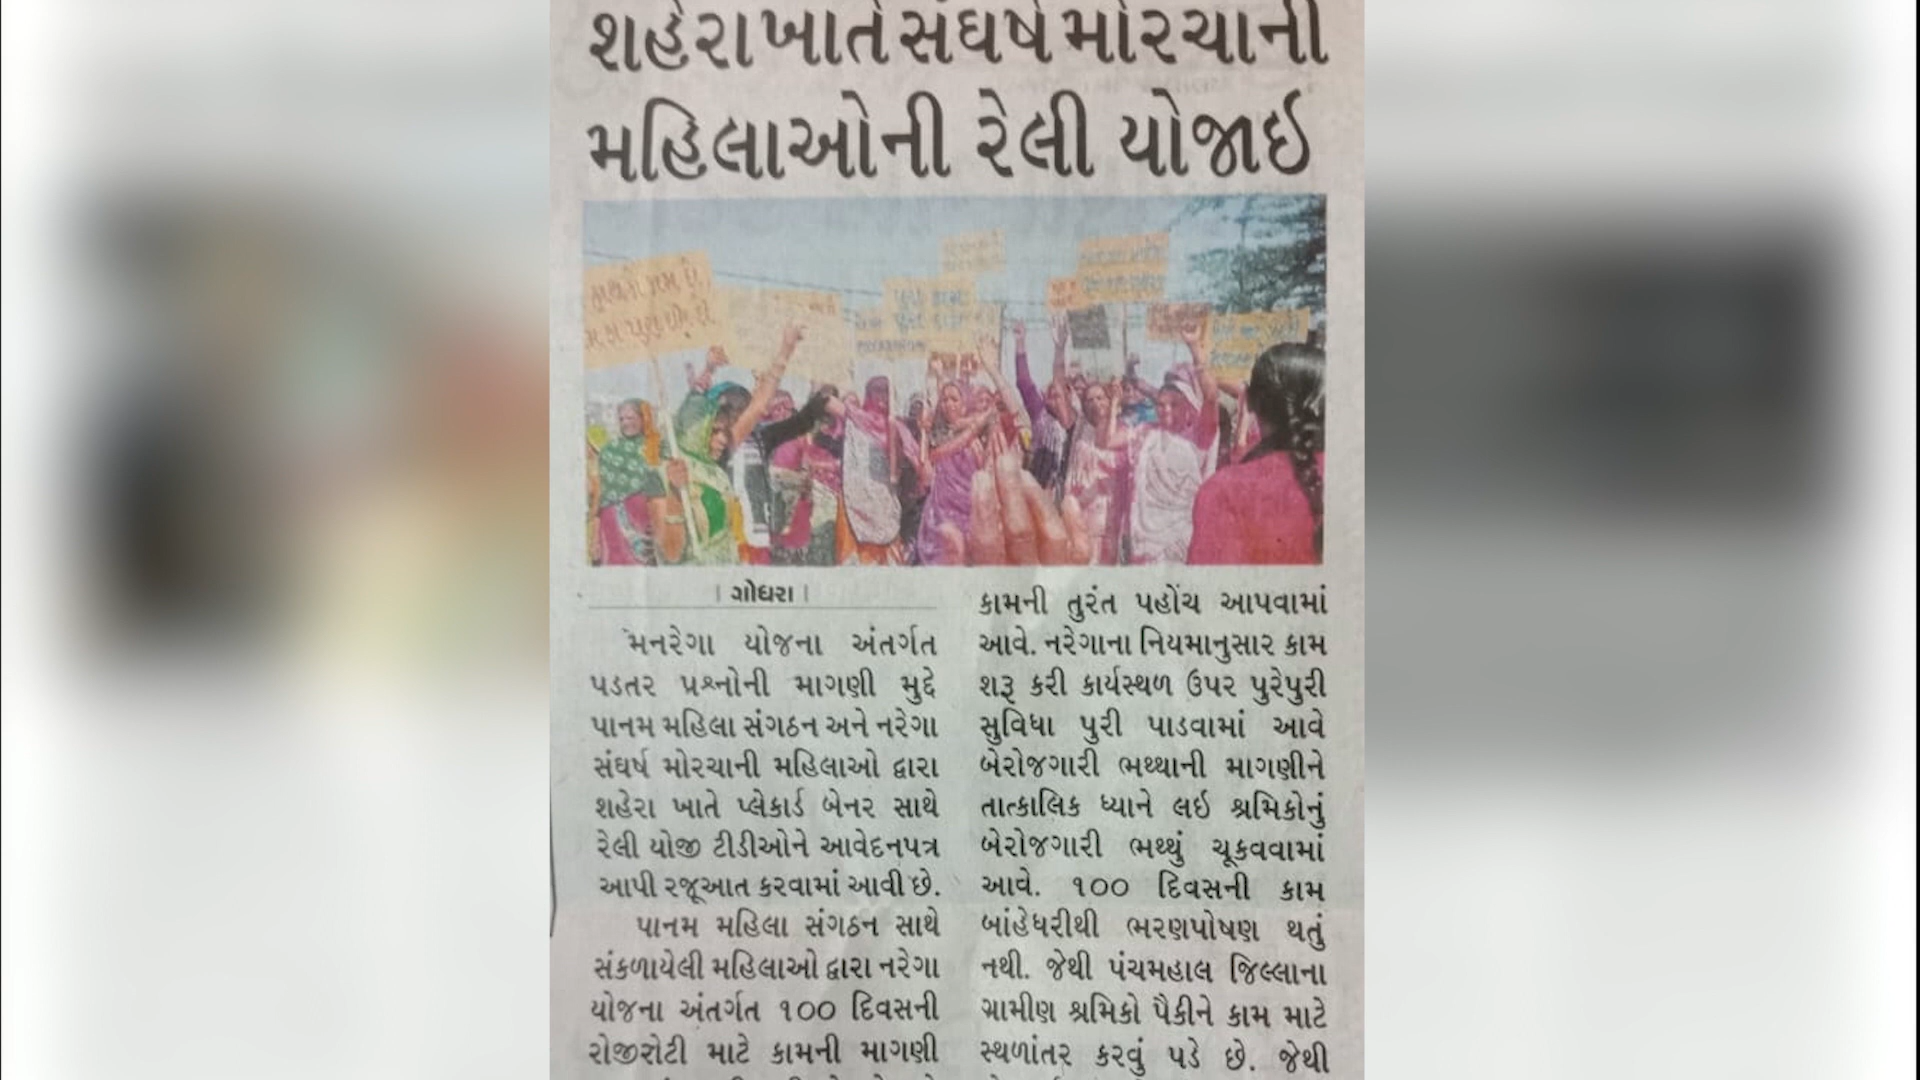 શહેરા ખાતે સંઘર્ષ મોરચાની
મહિલાઓની રેલી યોજાઈ
। ગોધરા ।
મનરેગા યોજના અંતર્ગત
પડતર પ્રશ્નોની માગણી મુદ્દે
પાનમ મહિલા સંગઠન અને નરેગા
સંઘર્ષ મોરચાની મહિલાઓ દ્વારા
શહેરા ખાતે પ્લેકાર્ડ બેનર સાથે
રેલી યોજી ટીડીઓને આવેદનપત્ર
આપી રજૂઆત કરવામાં આવી છે.
પાનમ મહિલા સંગઠન સાથે
સંકળાયેલી મહિલાઓ દ્વારા નરેગા
યોજના અંતર્ગત ૧૦૦ દિવસની
રોજીરોટી માટે કામની માગણી
કામની તુરંત પહોંચ આપવામાં
આવે. નરેગાના નિયમાનુસાર કામ
શરૂ કરી કાર્યસ્થળ ઉપર પુરેપુરી
સુવિધા પુરી પાડવામાં આવે
બેરોજગારી ભથ્થાની માગણીને
તાત્કાલિક ધ્યાને લઇ શ્રમિકોનું
બેરોજગારી ભથ્થું ચૂકવવામાં
આવે. ૧૦૦ દિવસની કામ
બાંહેધરીથી ભરણપોષણ થતું
નથી. જેથી પંચમહાલ જિલ્લાના
ગ્રામીણ શ્રમિકો પૈકીને કામ માટે
સ્થળાંતર કરવું પડે છે. જેથી